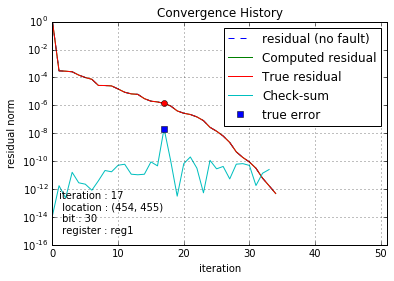 Convergence History
residual norm
10^0
10^-2
10^-4
10^-6
10^-8
10^-10
10^-12
10^-14
10^-16
residual (no fault)
Computed residual
True residual
Check-sum
true error
iteration : 17
location : (454, 455)
bit : 30
register : reg1
0 10 20 30 40 50
iteration